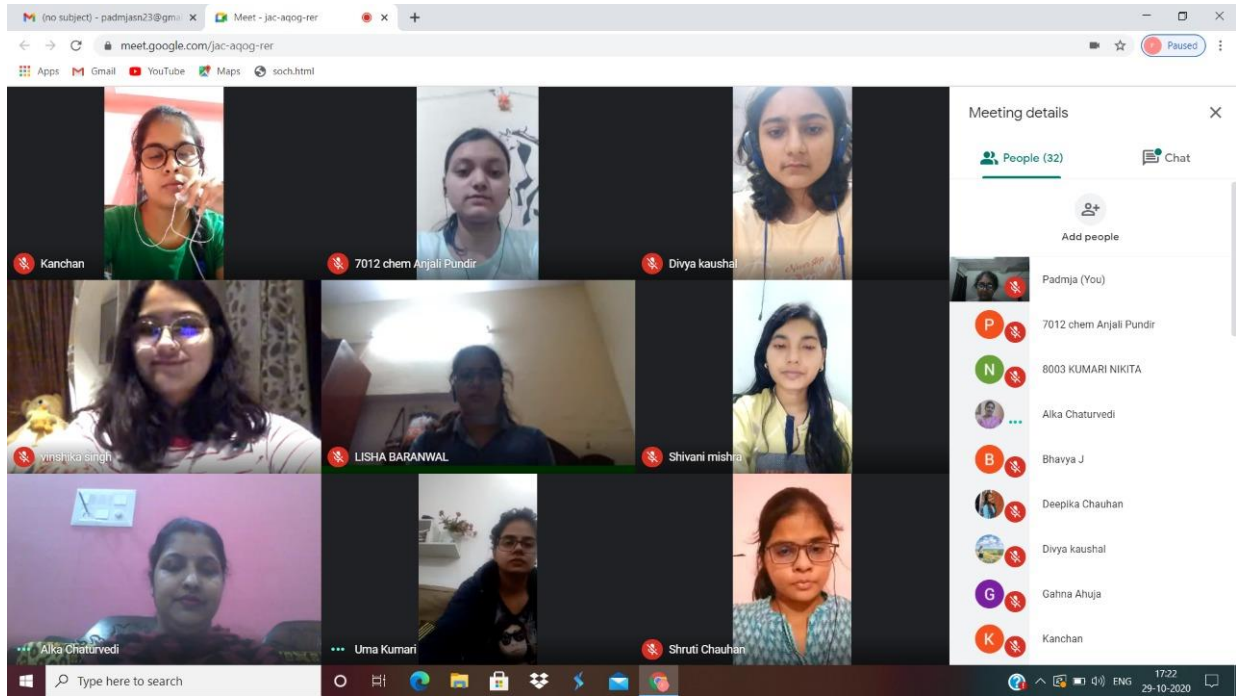 (no subject) - padmjasn23@gma
Meet - jac-aqog-rer
meet.google.com/jac-aqog-rer
Paused
Apps
Gmail
YouTube
Maps
soch.html
Kanchan
7012 chem Anjali Pundir
Divya kaushal
vinshika singh
LISHA BARANWAL
Shivani mishra
Alka Chaturvedi
Uma Kumari
Shruti Chauhan
Meeting details
People (32)
Chat
Add people
Padmja (You)
P
7012 chem Anjali Pundir
N
8003 KUMARI NIKITA
Alka Chaturvedi
B
Bhavya J
Deepika Chauhan
Divya kaushal
G
Gahna Ahuja
K
Kanchan
Type here to search
ENG
17:22
29-10-2020